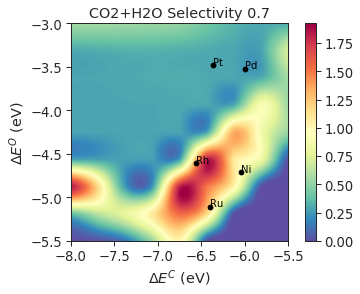 CO2+H2O Selectivity 0.7
ΔE^O (eV)
−3.0
−3.5
−4.0
−4.5
−5.0
−5.5
Pt
Pd
Rh
Ni
Ru
−8.0 −7.5 −7.0 −6.5 −6.0 −5.5
ΔE^C (eV)
1.75
1.50
1.25
1.00
0.75
0.50
0.25
0.00